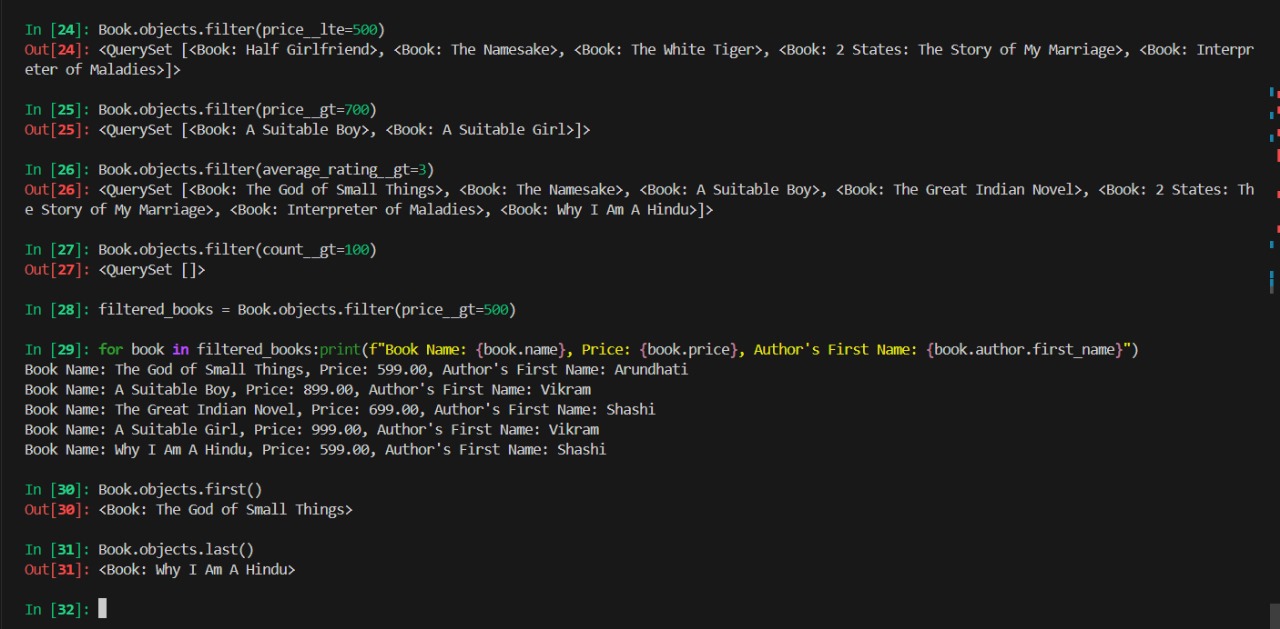 In [24]: Book.objects.filter(price__lte=500)
Out[24]: <QuerySet [<Book: Half Girlfriend>, <Book: The Namesake>, <Book: The White Tiger>, <Book: 2 States: The Story of My Marriage>, <Book: Interpr
eter of Maladies>]>
In [25]: Book.objects.filter(price__gt=700)
Out[25]: <QuerySet [<Book: A Suitable Boy>, <Book: A Suitable Girl>]>
In [26]: Book.objects.filter(average_rating__gt=3)
Out[26]: <QuerySet [<Book: The God of Small Things>, <Book: The Namesake>, <Book: A Suitable Boy>, <Book: The Great Indian Novel>, <Book: 2 States: Th
e Story of My Marriage>, <Book: Interpreter of Maladies>, <Book: Why I Am A Hindu>]>
In [27]: Book.objects.filter(count__gt=100)
Out[27]: <QuerySet []>
In [28]: filtered_books = Book.objects.filter(price__gt=500)
In [29]: for book in filtered_books:print(f"Book Name: {book.name}, Price: {book.price}, Author's First Name: {book.author.first_name}")
Book Name: The God of Small Things, Price: 599.00, Author's First Name: Arundhati
Book Name: A Suitable Boy, Price: 899.00, Author's First Name: Vikram
Book Name: The Great Indian Novel, Price: 699.00, Author's First Name: Shashi
Book Name: A Suitable Girl, Price: 999.00, Author's First Name: Vikram
Book Name: Why I Am A Hindu, Price: 599.00, Author's First Name: Shashi
In [30]: Book.objects.first()
Out[30]: <Book: The God of Small Things>
In [31]: Book.objects.last()
Out[31]: <Book: Why I Am A Hindu>
In [32]: